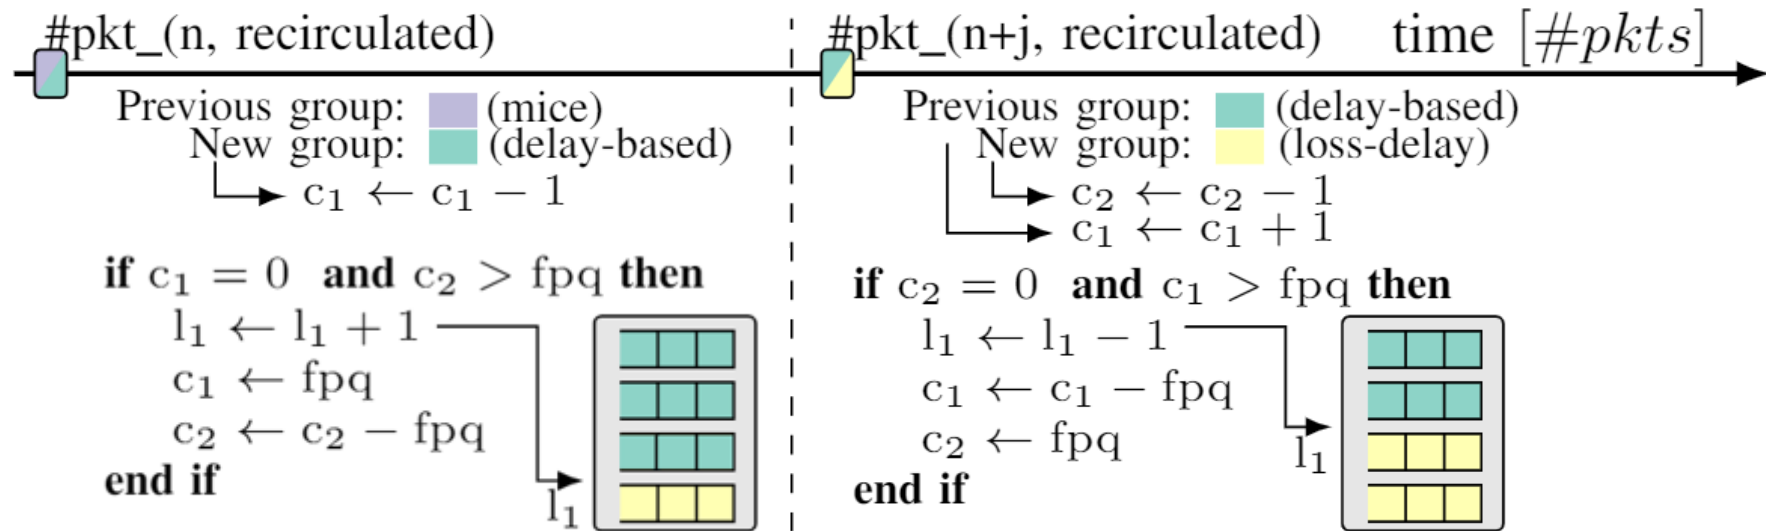 #pkt_(n, recirculated)
Previous group: (mice)
New group: (delay-based)
c₁ ← c₁ − 1
if c₁ = 0 and c₂ > fpq then
l₁ ← l₁ + 1
c₁ ← fpq
c₂ ← c₂ − fpq
end if
l₁
#pkt_(n+j, recirculated)
time [#pkts]
Previous group: (delay-based)
New group: (loss-delay)
c₂ ← c₂ − 1
c₁ ← c₁ + 1
if c₂ = 0 and c₁ > fpq then
l₁ ← l₁ − 1
c₁ ← c₁ − fpq
c₂ ← fpq
l₁
end if